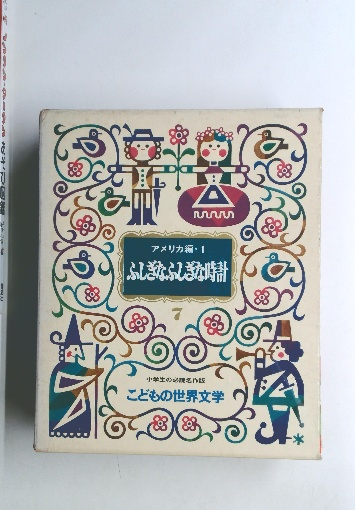 アメリカ編・1
ふしぎなふしぎな時計
7
小学生の必読名作版
こどもの世界文学